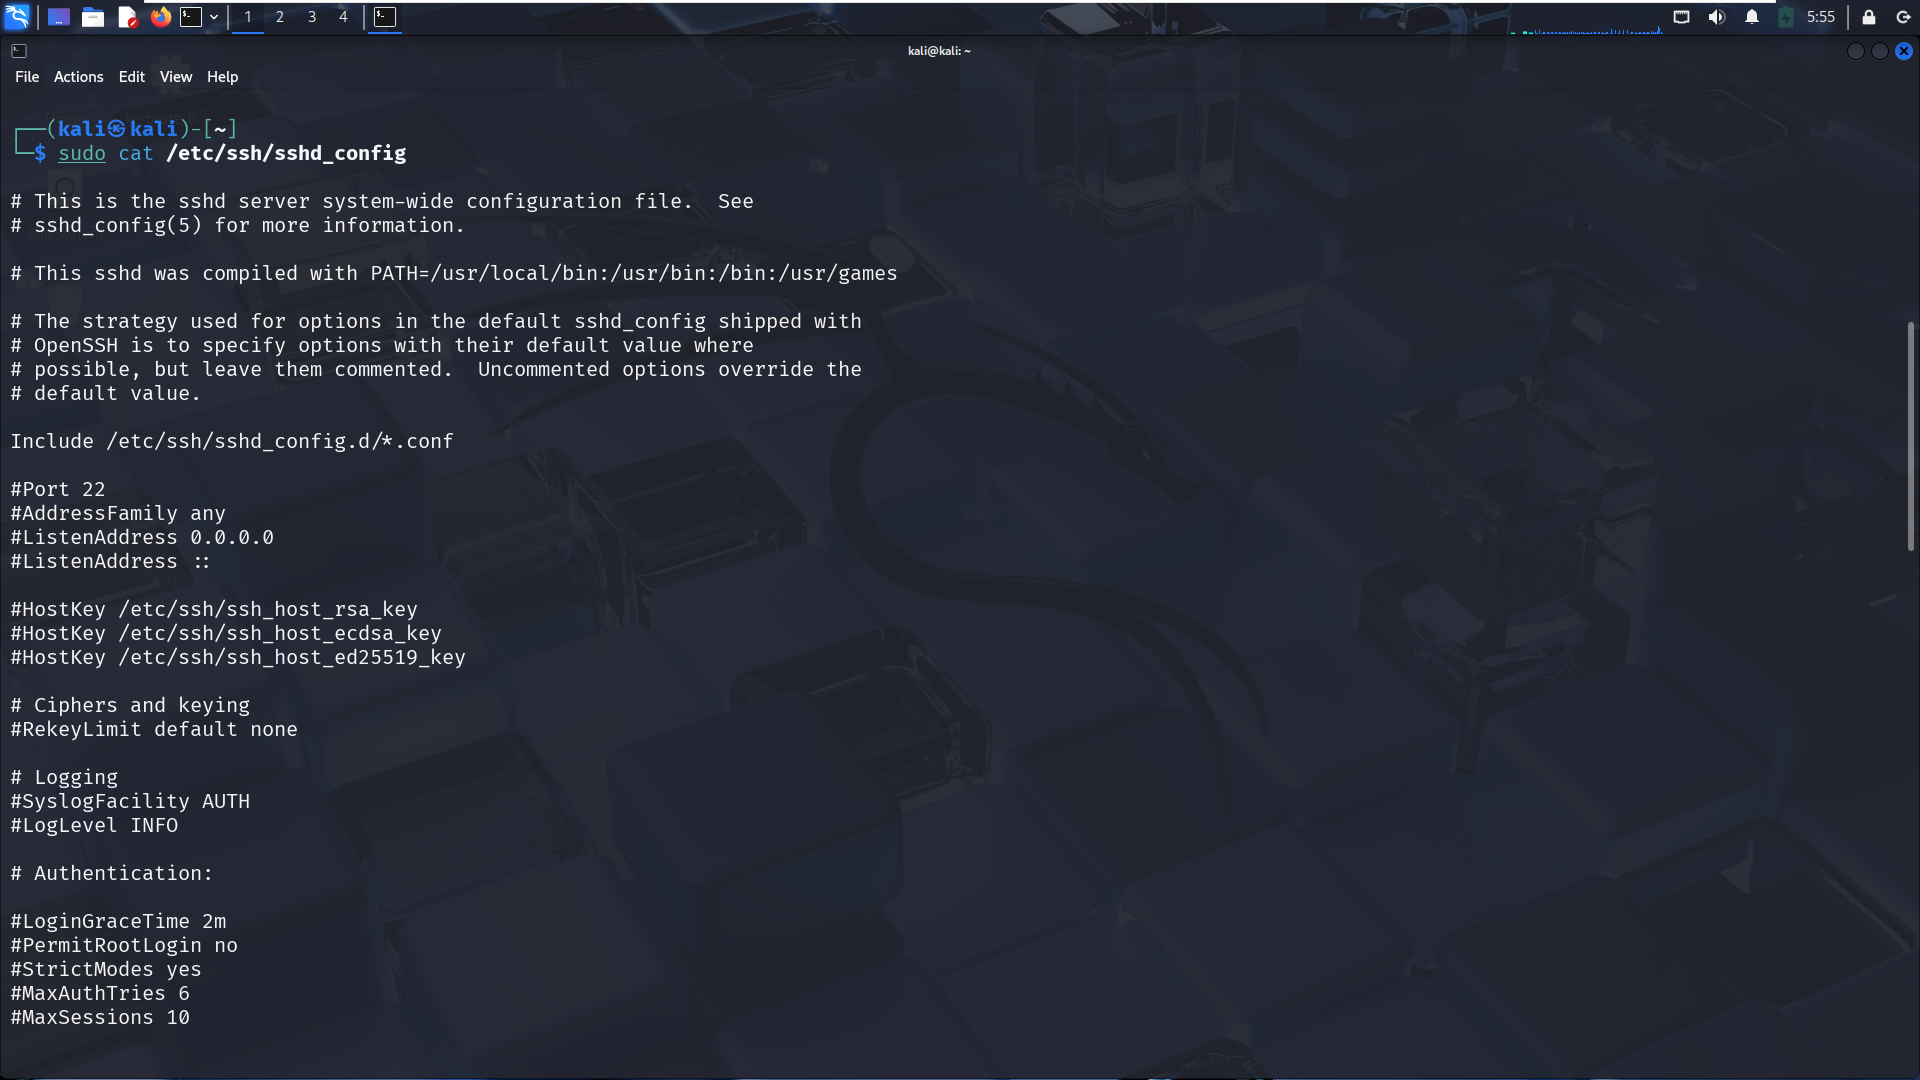 1 2 3 4 5:55
kali@kali: ~
File Actions Edit View Help
┌──(kali㉿kali)-[~]
└─$ sudo cat /etc/ssh/sshd_config
# This is the sshd server system-wide configuration file.  See
# sshd_config(5) for more information.
# This sshd was compiled with PATH=/usr/local/bin:/usr/bin:/bin:/usr/games
# The strategy used for options in the default sshd_config shipped with
# OpenSSH is to specify options with their default value where
# possible, but leave them commented.  Uncommented options override the
# default value.
Include /etc/ssh/sshd_config.d/*.conf
#Port 22
#AddressFamily any
#ListenAddress 0.0.0.0
#ListenAddress ::
#HostKey /etc/ssh/ssh_host_rsa_key
#HostKey /etc/ssh/ssh_host_ecdsa_key
#HostKey /etc/ssh/ssh_host_ed25519_key
# Ciphers and keying
#RekeyLimit default none
# Logging
#SyslogFacility AUTH
#LogLevel INFO
# Authentication:
#LoginGraceTime 2m
#PermitRootLogin no
#StrictModes yes
#MaxAuthTries 6
#MaxSessions 10